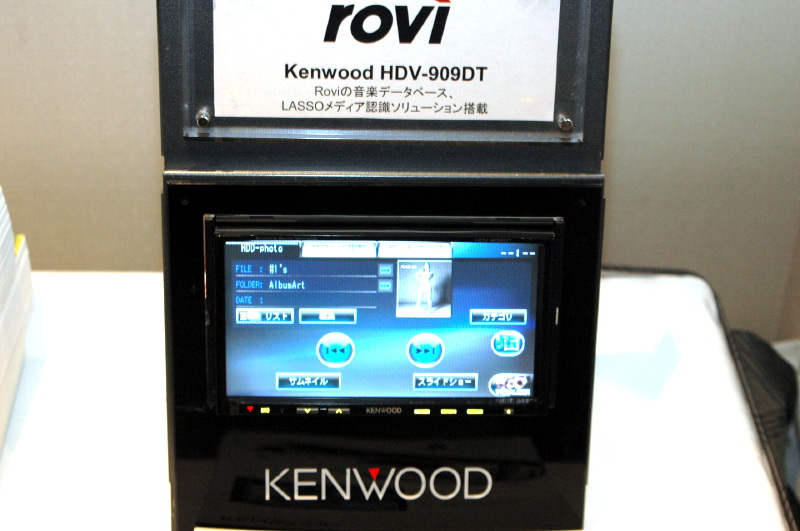 rovi
Kenwood HDV-909DT
Roviの音楽データベース、
LASSOメディア認識ソリューション搭載
HDD-photo
FILE : #1's
FOLDER: AlbumArt
DATE :
リスト
カテゴリ
サムネイル
スライドショー
KENWOOD
KENWOOD